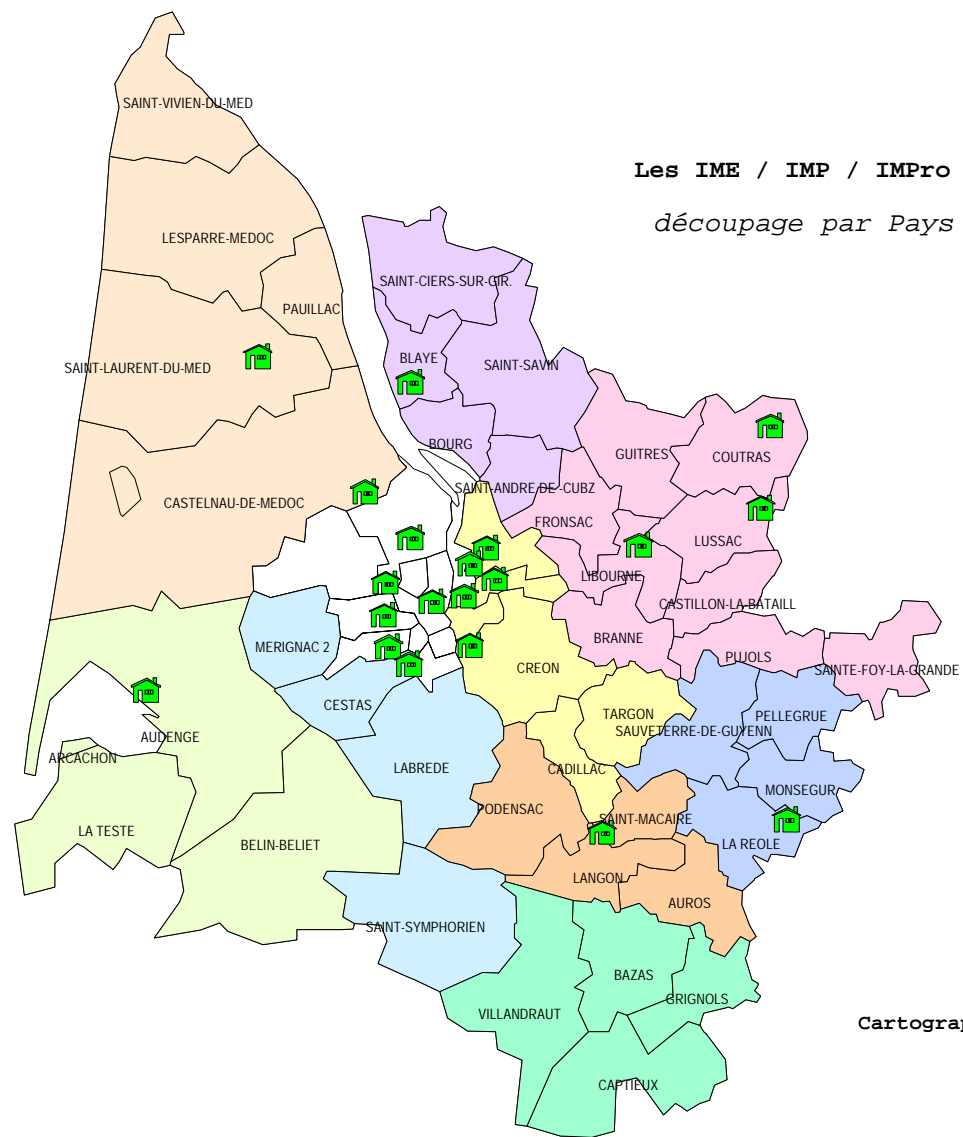 SAINT-VIVIEN-DU-MED
Les IME / IMP / IMPro
découpage par Pays
LESPARRE-MEDOC
SAINT-CIERS-SUR-GIR.
PAUILLAC
BLAYE
SAINT-LAURENT-DU-MED
SAINT-SAVIN
BOURG
GUITRES
COUTRAS
SAINT-ANDRE-DE-CUBZ
CASTELNAU-DE-MEDOC
FRONSAC
LUSSAC
LIBOURNE
CASTILLON-LA-BATAILL
BRANNE
MERIGNAC 2
PUJOLS
CREON
SAINTE-FOY-LA-GRANDE
CESTAS
TARGON
PELLEGRUE
SAUVETERRE-DE-GUYENN
AUDENGE
ARCACHON
LABREDE
CADILLAC
MONSEGUR
PODENSAC
SAINT-MACAIRE
LA TESTE
BELIN-BELIET
LA REOLE
LANGON
AUROS
SAINT-SYMPHORIEN
BAZAS
GRIGNOLS
VILLANDRAUT
Cartograp
CAPTIEUX